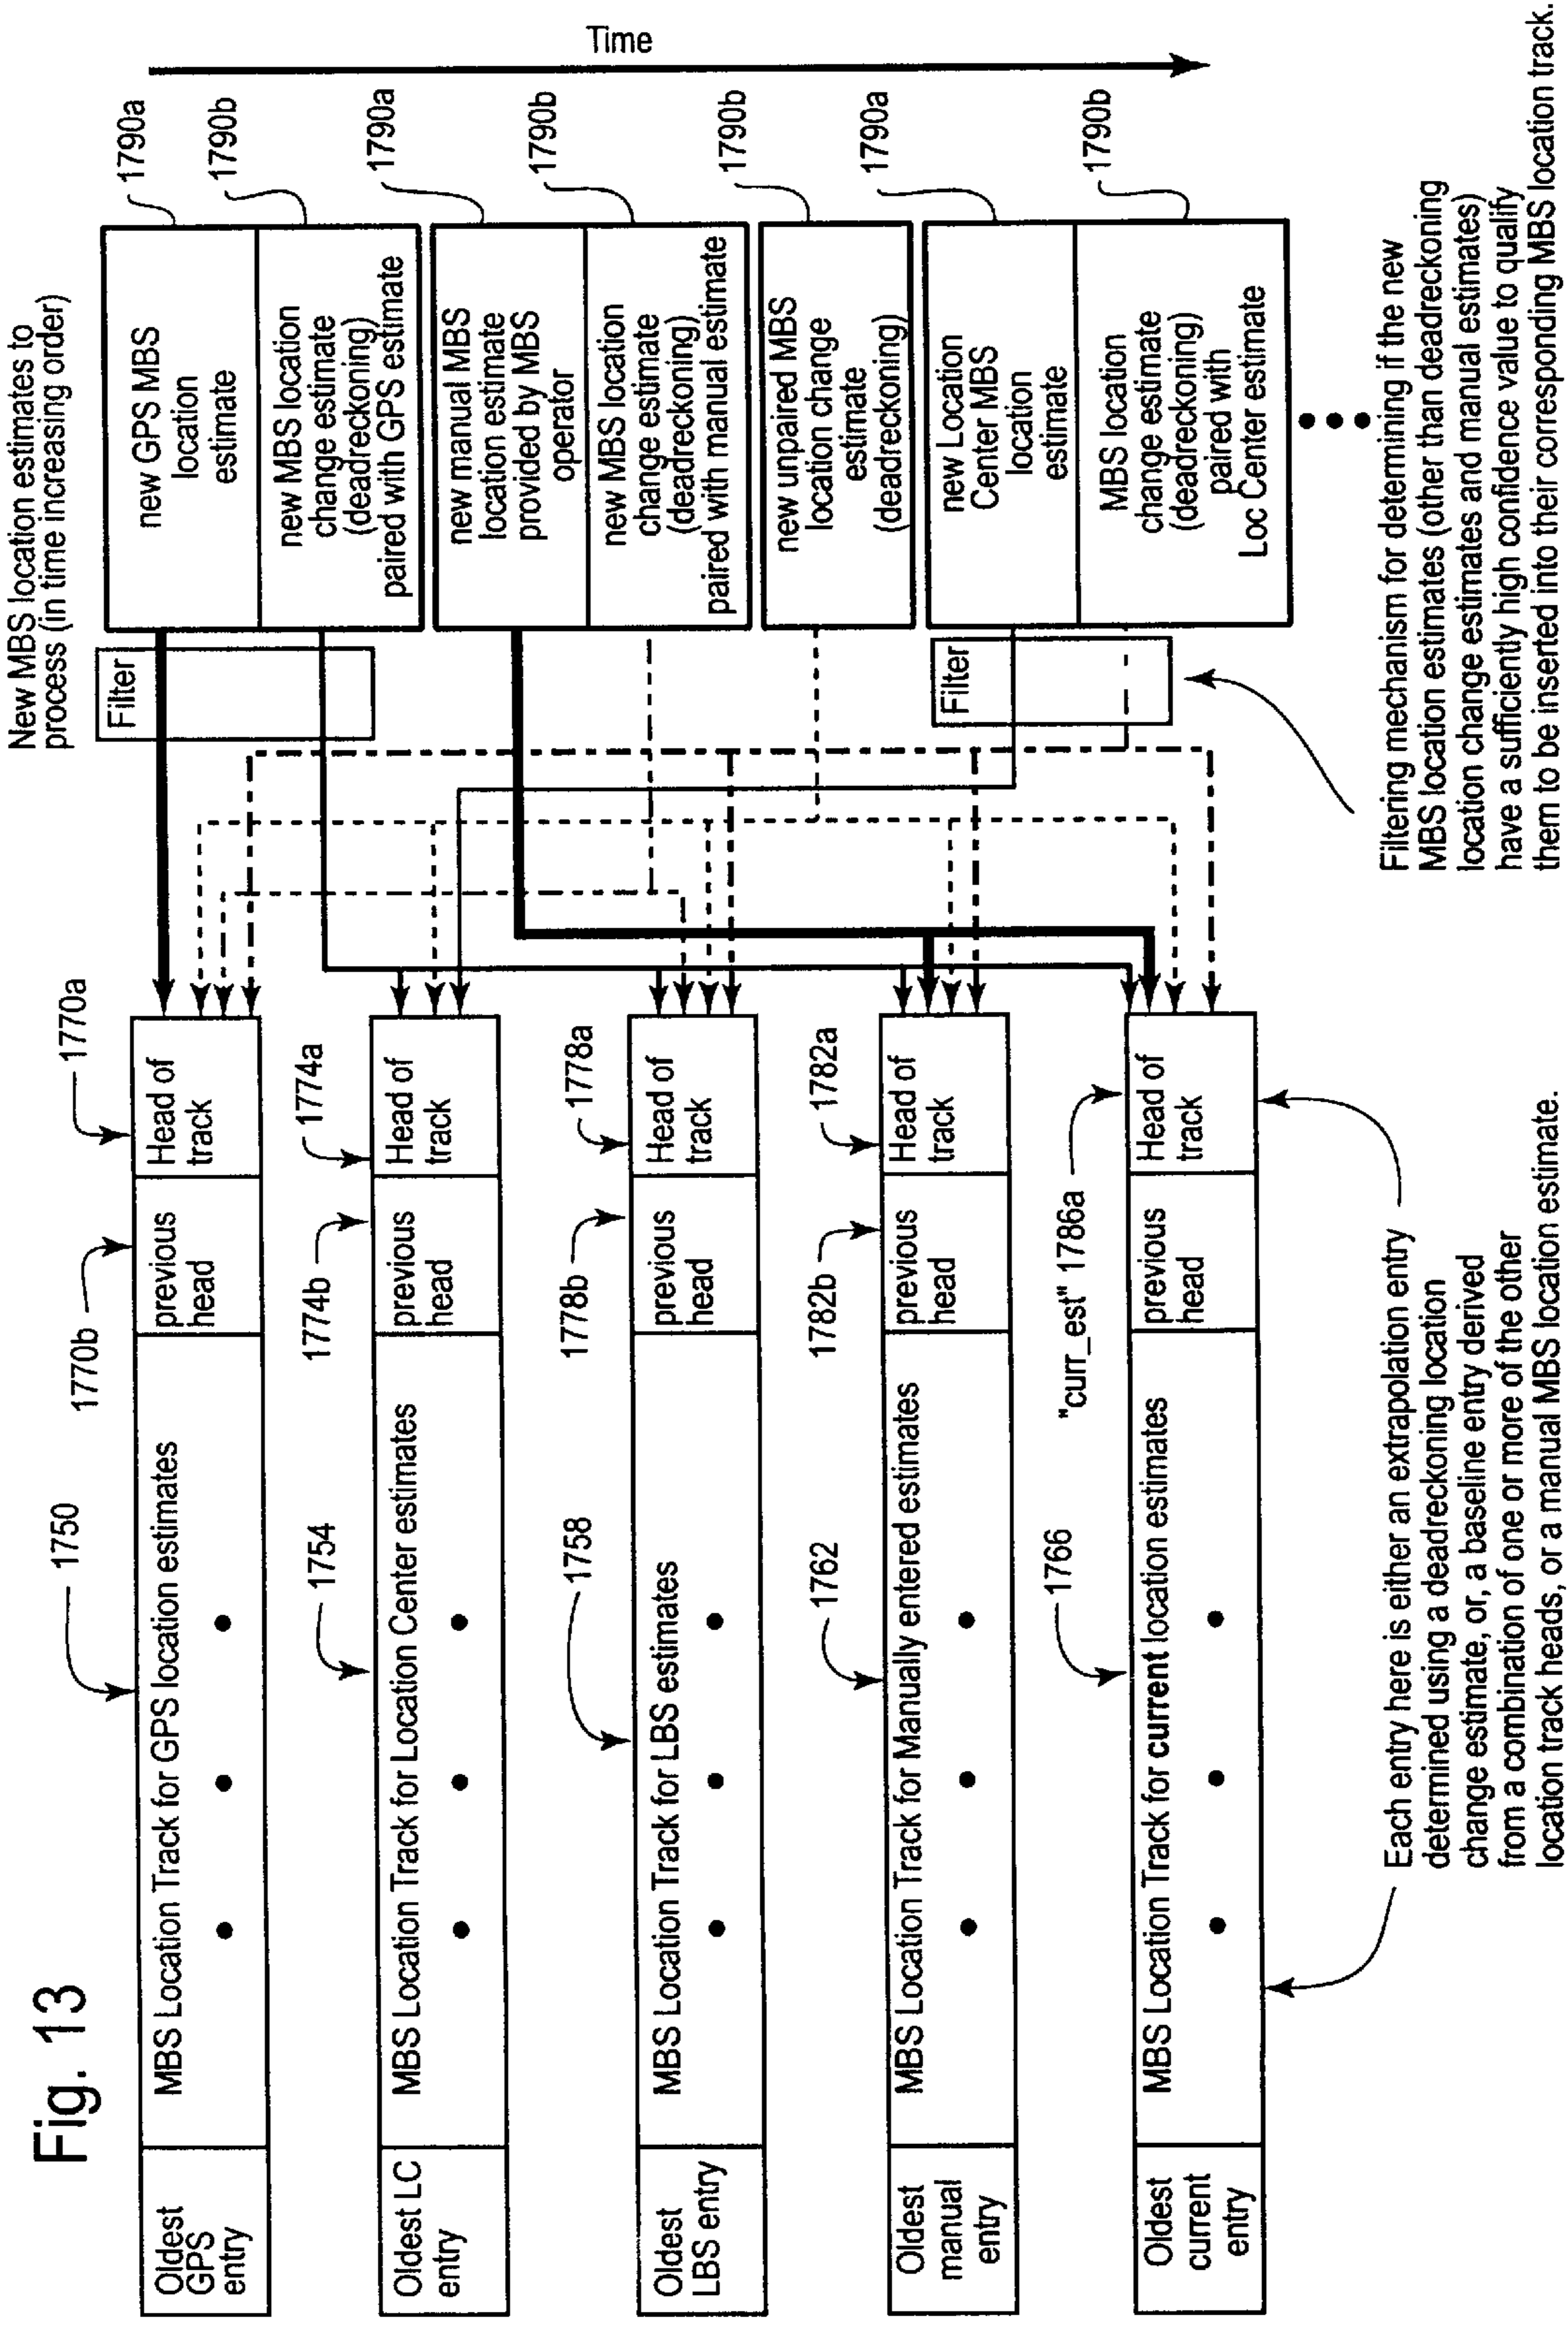 Fig. 13
New MBS location estimates to
process (in time increasing order)
Oldest
GPS
entry
MBS Location Track for GPS location estimates
1750
previous
head
1770b
Head of
track
1770a
Filter
new GPS MBS
location
estimate
1790a
new MBS location
change estimate
(deadreckoning)
paired with GPS estimate
1790b
Time
Oldest LC
entry
MBS Location Track for Location Center estimates
1754
previous
head
1774b
Head of
track
1774a
new manual MBS
location estimate
provided by MBS
operator
1790a
new MBS location
change estimate
(deadreckoning)
paired with manual estimate
1790b
Oldest
LBS entry
MBS Location Track for LBS estimates
1758
previous
head
1778b
Head of
track
1778a
new unpaired MBS
location change
estimate
(deadreckoning)
1790b
Oldest
manual
entry
MBS Location Track for Manually entered estimates
1762
previous
head
1782b
Head of
track
1782a
Filter
new Location
Center MBS
location
estimate
1790a
MBS location
change estimate
(deadreckoning)
paired with
Loc Center estimate
1790b
Oldest
current
entry
MBS Location Track for current location estimates
1766
previous
head
"curr_est" 1786a
Head of
track
Each entry here is either an extrapolation entry
determined using a deadreckoning location
change estimate, or, a baseline entry derived
from a combination of one or more of the other
location track heads, or a manual MBS location estimate.
Filtering mechanism for determining if the new
MBS location estimates (other than deadreckoning
location change estimates and manual estimates)
have a sufficiently high confidence value to qualify
them to be inserted into their corresponding MBS location track.